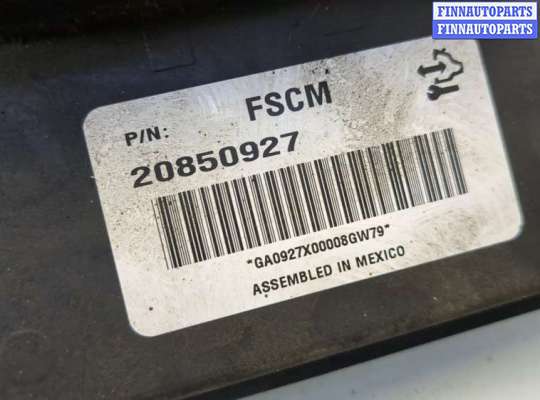 FINNAUTOPARTS
FINNAUTOPARTS
FSCM
P/N:
20850927
*GA0927X00008GW79*
ASSEMBLED IN MEXICO